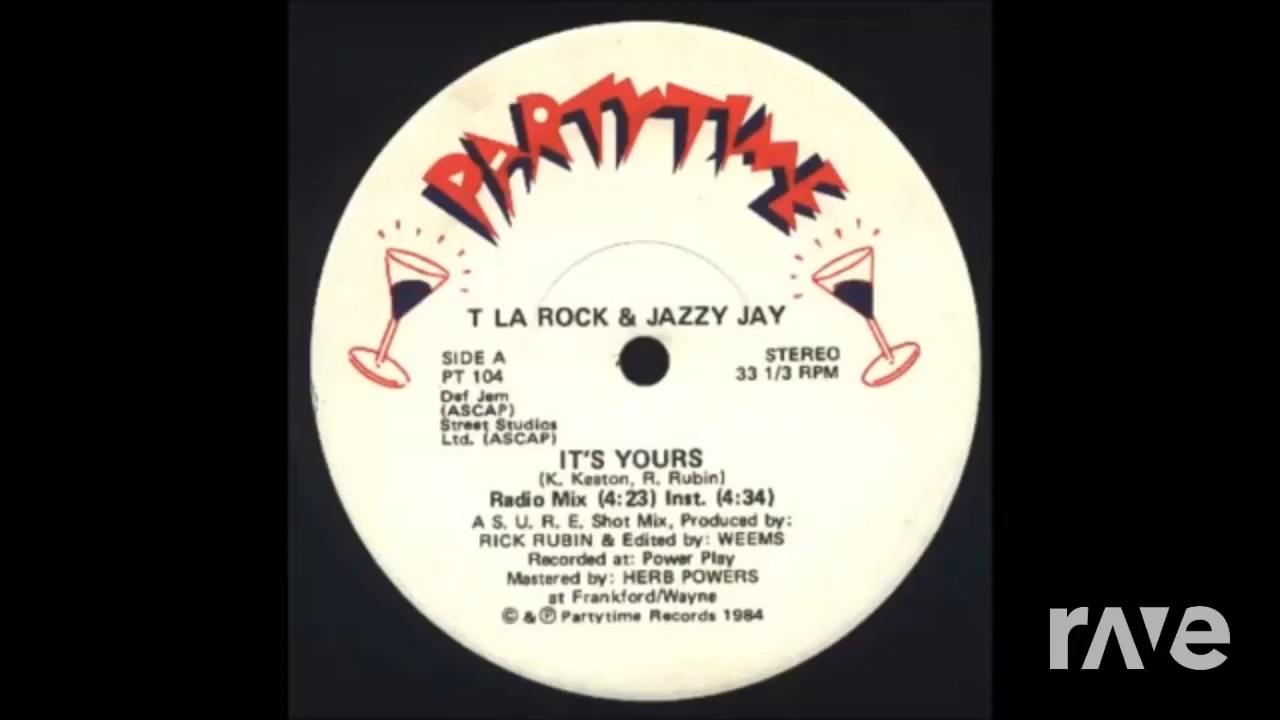 PARTYTIME
T LA ROCK & JAZZY JAY
SIDE A
PT 104
Def Jam
(ASCAP)
Street Studios
Ltd. (ASCAP)
STEREO
33 1/3 RPM
IT'S YOURS
(K. Keaton, R. Rubin)
Radio Mix (4:23) Inst. (4:34)
A S. U. R. E. Shot Mix, Produced by:
RICK RUBIN & Edited by: WEEMS
Recorded at: Power Play
Mastered by: HERB POWERS
at Frankford/Wayne
© & ℗ Partytime Records 1984
rave